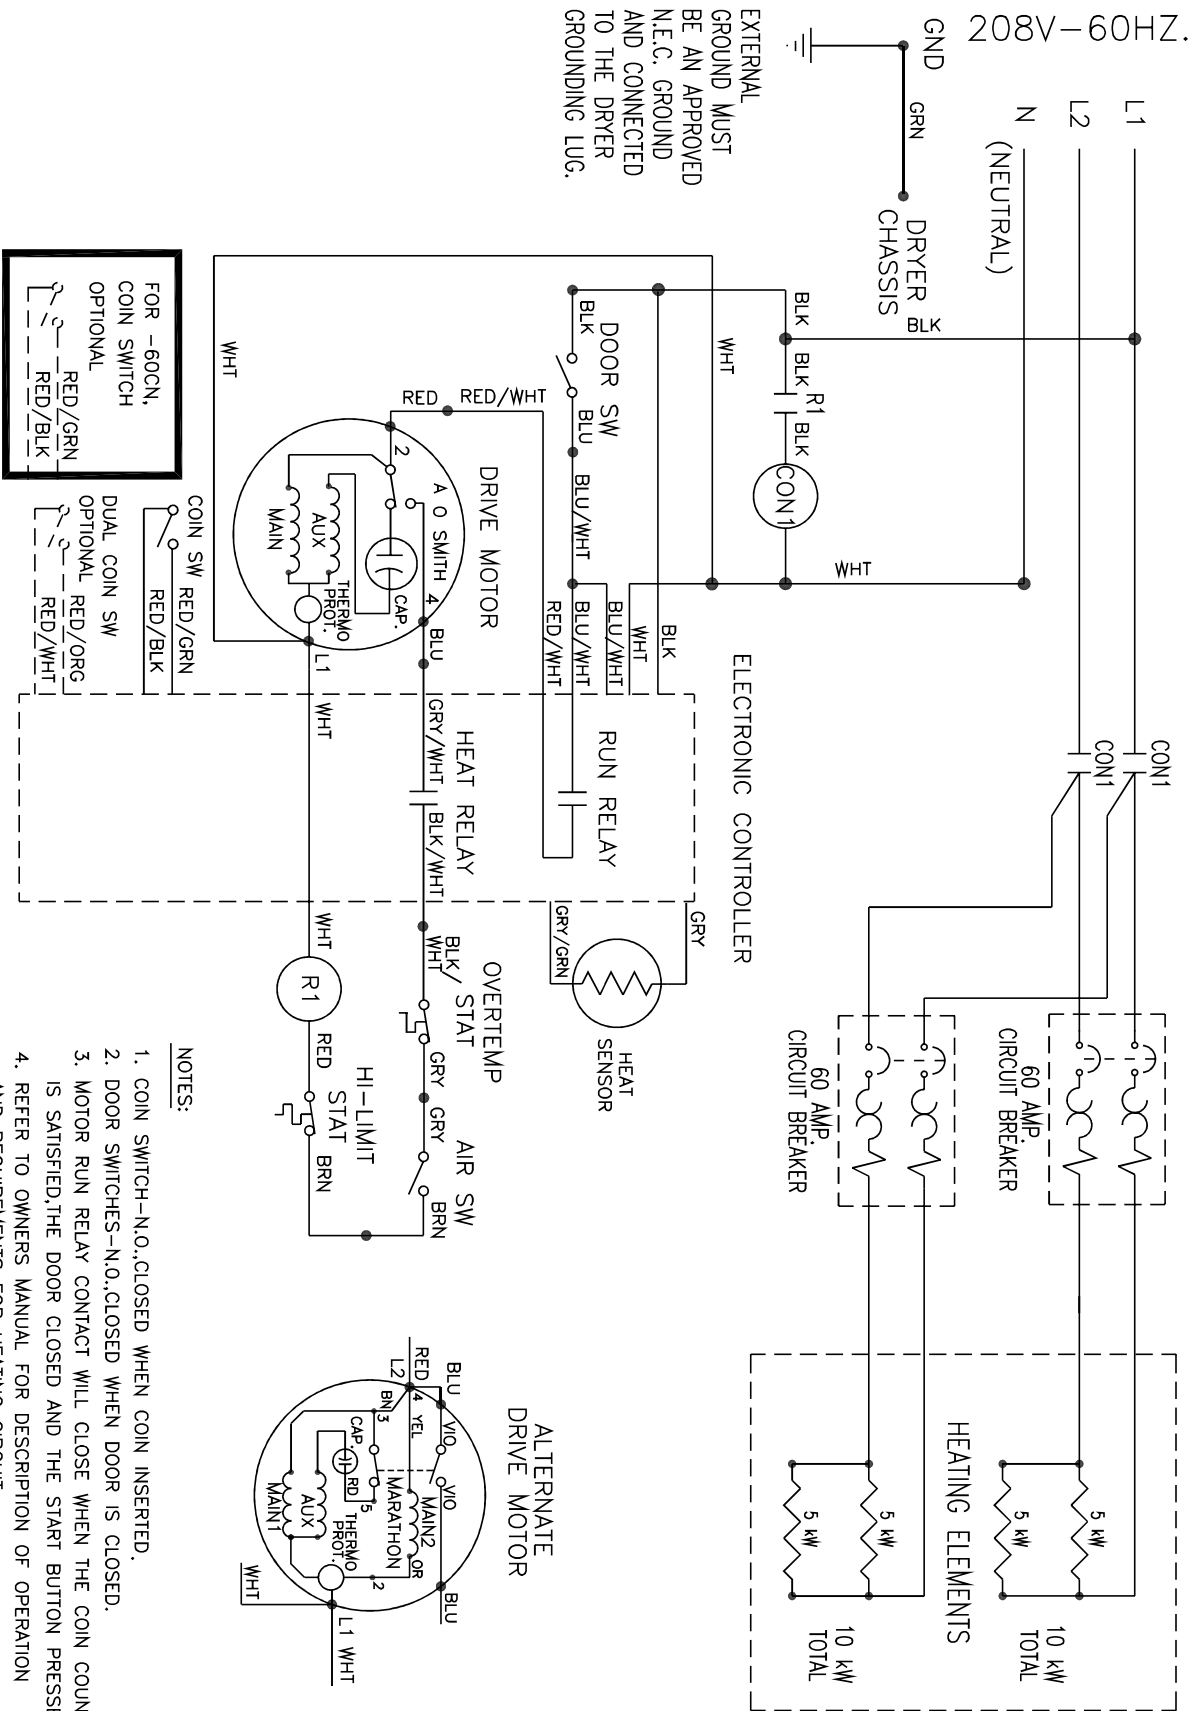 208V-60HZ.
L1
L2
N
(NEUTRAL)
GND
GRN
DRYER
CHASSIS
EXTERNAL
GROUND MUST
BE AN APPROVED
N.E.C. GROUND
AND CONNECTED
TO THE DRYER
GROUNDING LUG.
BLK
BLK
BLK
R1
BLK
CON1
WHT
CON1
CON1
60 AMP.
CIRCUIT BREAKER
60 AMP.
CIRCUIT BREAKER
HEATING ELEMENTS
5 kW
5 kW
10 kW
TOTAL
5 kW
5 kW
10 kW
TOTAL
WHT
WHT
BLK
DOOR SW
BLU
BLU/WHT
BLK
WHT
BLU/WHT
BLU/WHT
RED/WHT
ELECTRONIC CONTROLLER
RUN RELAY
GRY
GRY/GRN
HEAT
SENSOR
RED
RED/WHT
DRIVE MOTOR
2
A O SMITH
4
CAP.
AUX
MAIN
THERMO
PROT.
L1
BLU
GRY/WHT
HEAT RELAY
BLK/WHT
BLK/
WHT
OVERTEMP
STAT
GRY
GRY
AIR SW
BRN
WHT
WHT
R1
RED
HI-LIMIT
STAT
BRN
FOR -60CN,
COIN SWITCH
OPTIONAL
RED/GRN
RED/BLK
COIN SW
RED/GRN
RED/BLK
DUAL COIN SW
OPTIONAL
RED/ORG
RED/WHT
ALTERNATE
DRIVE MOTOR
BLU
RED
L2
4
YEL
VIO
VIO
BN
3
CAP.
RD
5
MAIN2
MARATHON
OR
2
AUX
MAIN1
THERMO
PROT.
BLU
L1
WHT
WHT
NOTES:
1. COIN SWITCH-N.O.,CLOSED WHEN COIN INSERTED.
2. DOOR SWITCHES-N.O.,CLOSED WHEN DOOR IS CLOSED.
3. MOTOR RUN RELAY CONTACT WILL CLOSE WHEN THE COIN COUN
IS SATISFIED,THE DOOR CLOSED AND THE START BUTTON PRESSE
4. REFER TO OWNERS MANUAL FOR DESCRIPTION OF OPERATION